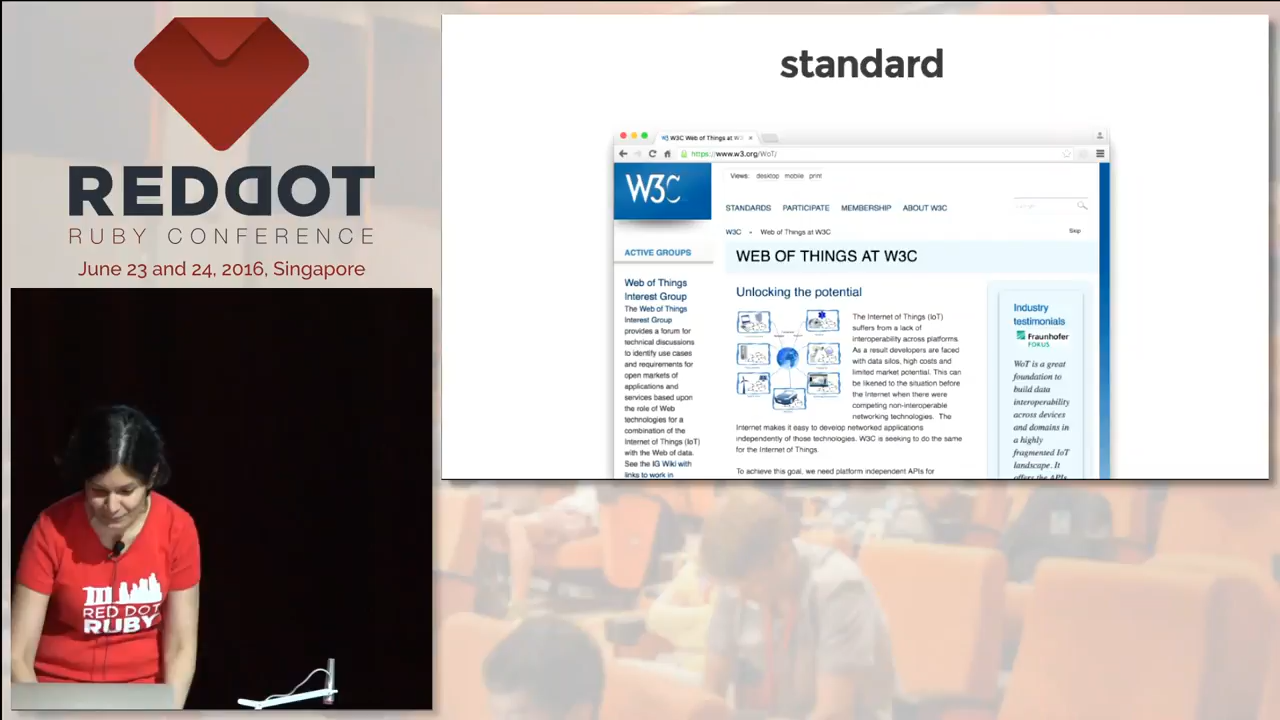 REDDOT
RUBY CONFERENCE
June 23 and 24, 2016, Singapore
RED DOT
RUBY
standard
W3C Web of Things at W3
https://www.w3.org/WoT/
W3C
Views: desktop mobile print
STANDARDS PARTICIPATE MEMBERSHIP ABOUT W3C
W3C Web of Things at W3C
Skip
ACTIVE GROUPS
Web of Things
Interest Group
The Web of Things
Interest Group
provides a forum for
technical discussions
to identify use cases
and requirements for
open markets of
applications and
services based upon
the role of Web
technologies for a
combination of the
Internet of Things (IoT)
with the Web of data.
See the IG Wiki with
links to work in
WEB OF THINGS AT W3C
Unlocking the potential
The Internet of Things (IoT)
suffers from a lack of
interoperability across platforms.
As a result developers are faced
with data silos, high costs and
limited market potential. This can
be likened to the situation before
the Internet when there were
competing non-interoperable
networking technologies. The
Internet makes it easy to develop networked applications
independently of those technologies. W3C is seeking to do the same
for the Internet of Things.
To achieve this goal, we need platform independent APIs for
Industry
testimonials
Fraunhofer
FOKUS
WoT is a great
foundation to
build data
interoperability
across devices
and domains in
a highly
fragmented IoT
landscape. It
offers the APIs